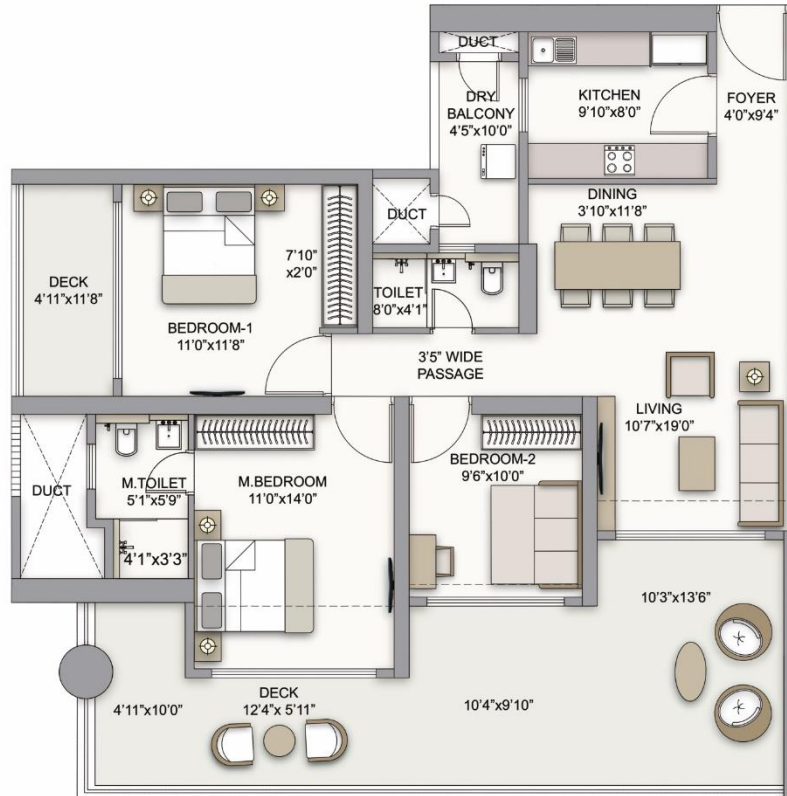 DUCT
KITCHEN
9'10"x8'0"
FOYER
4'0"x9'4"
DRY
BALCONY
4'5"x10'0"
DINING
3'10"x11'8"
DUCT
7'10"
x2'0"
DECK
4'11"x11'8"
TOILET
8'0"x4'1"
BEDROOM-1
11'0"x11'8"
3'5" WIDE
PASSAGE
LIVING
10'7"x19'0"
BEDROOM-2
9'6"x10'0"
M.BEDROOM
11'0"x14'0"
M.TOILET
5'1"x5'9"
DUCT
4'1"x3'3"
10'3"x13'6"
DECK
12'4"x 5'11"
4'11"x10'0"
10'4"x9'10"